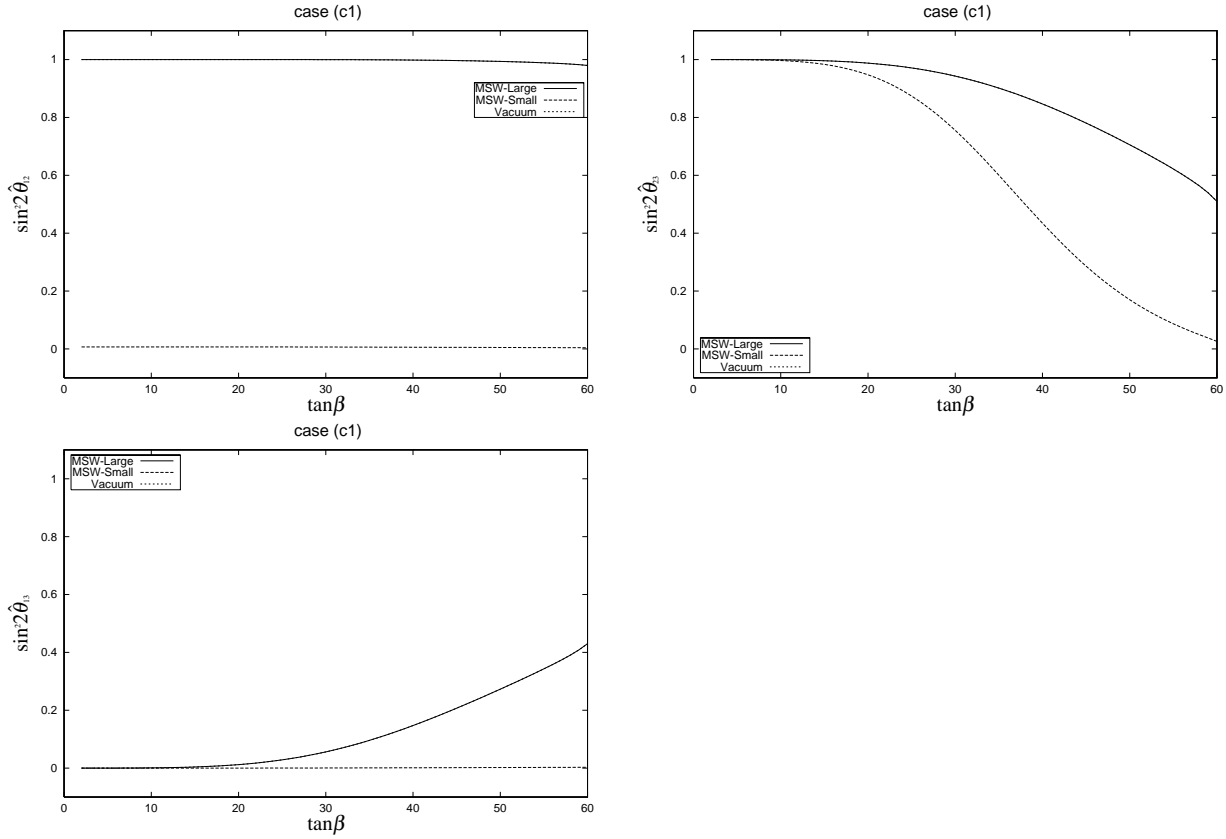 case (c1)
1
0.8
0.6
0.4
0.2
0
sin²2θ̂₁₂
MSW-Large
MSW-Small
Vacuum
0 10 20 30 40 50 60
tanβ
case (c1)
1
0.8
0.6
0.4
0.2
0
sin²2θ̂₂₃
MSW-Large
MSW-Small
Vacuum
0 10 20 30 40 50 60
tanβ
case (c1)
MSW-Large
MSW-Small
Vacuum
1
0.8
0.6
0.4
0.2
0
sin²2θ̂₁₃
0 10 20 30 40 50 60
tanβ